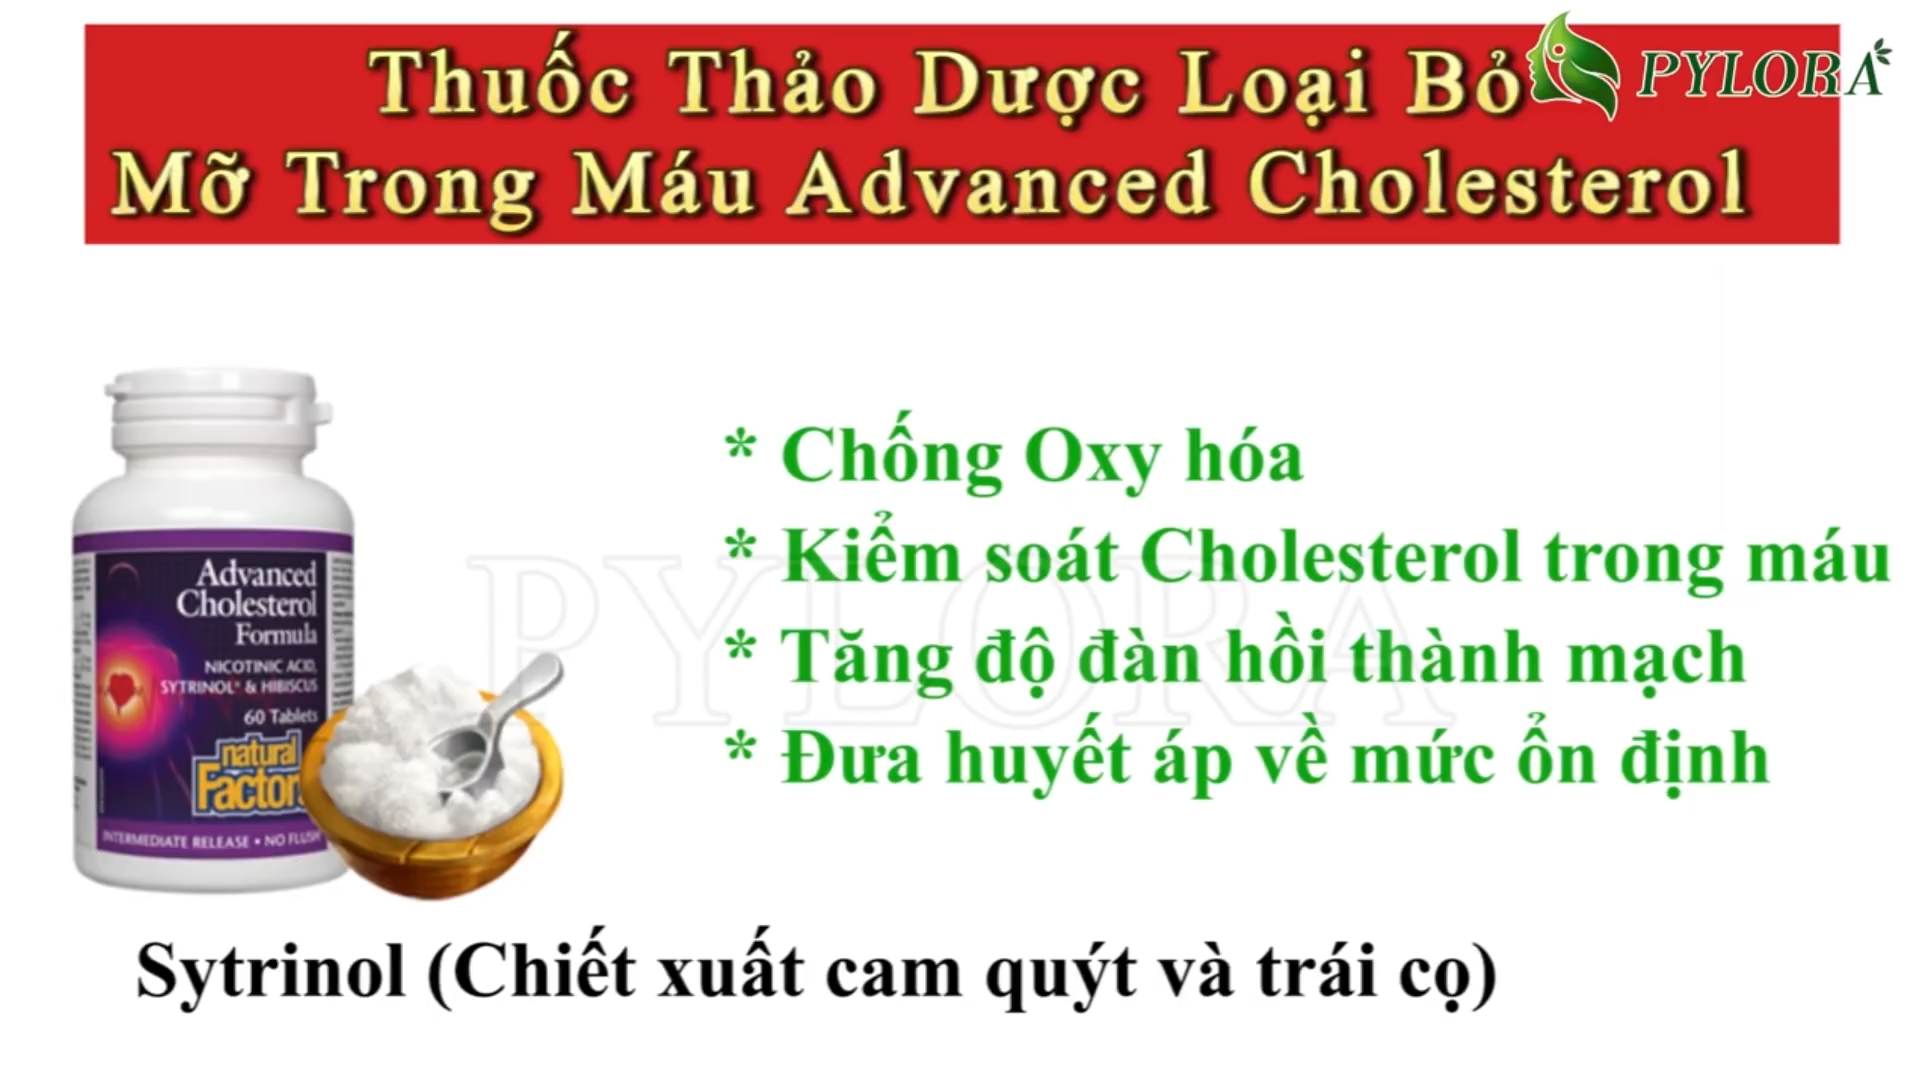 Thuốc Thảo Dược Loại Bỏ
PYLORA
Mỡ Trong Máu Advanced Cholesterol
* Chống Oxy hóa
* Kiểm soát Cholesterol trong máu
* Tăng độ đàn hồi thành mạch
* Đưa huyết áp về mức ổn định
PYLORA
Advanced
Cholesterol
Formula
NICOTINIC ACID,
SYTRINOL® & HIBISCUS
60 Tablets
natural
Factors
INTERMEDIATE RELEASE • NO FLUSH
Sytrinol (Chiết xuất cam quýt và trái cọ)